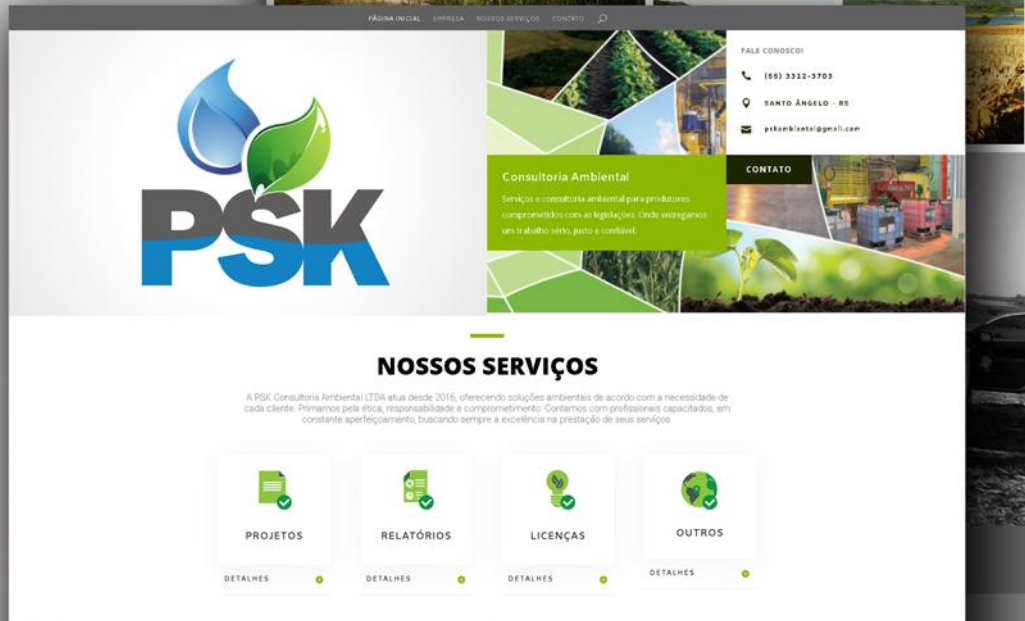 PÁGINA INICIAL EMPRESA NOSSOS SERVIÇOS CONTATO
PSK
FALE CONOSCO!
(55) 3312-3703
SANTO ÂNGELO - RS
pskambiental@gmail.com
CONTATO
Consultoria Ambiental
Serviços e consultoria ambiental para produtores
comprometidos com as legislações. Onde entregamos
um trabalho sério, justo e confiável.
NOSSOS SERVIÇOS
A PSK Consultoria Ambiental LTDA atua desde 2016, oferecendo soluções ambientais de acordo com a necessidade de
cada cliente. Primamos pela ética, responsabilidade e comprometimento. Contamos com profissionais capacitados, em
constante aperfeiçoamento, buscando sempre a excelência na prestação de seus serviços.
PROJETOS
RELATÓRIOS
LICENÇAS
OUTROS
DETALHES
DETALHES
DETALHES
DETALHES